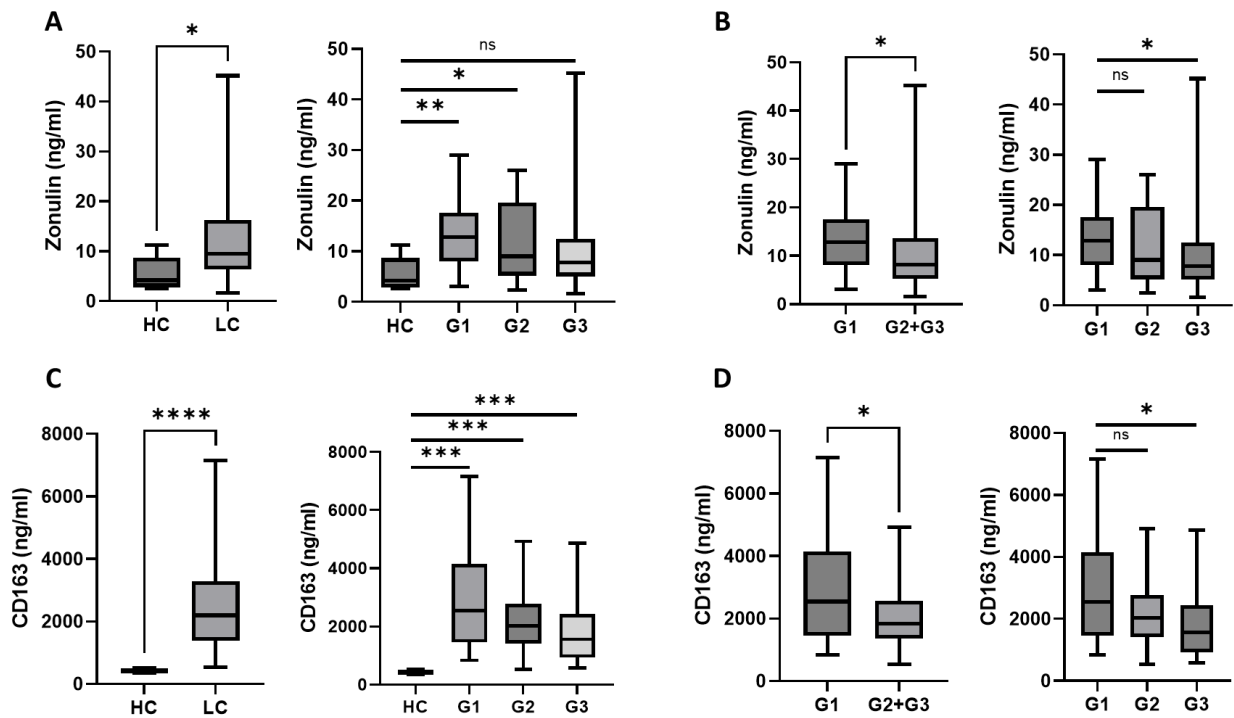 A
B
*
Zonulin (ng/ml)
50
40
30
20
10
0
HC
LC
ns
*
**
Zonulin (ng/ml)
50
40
30
20
10
0
HC
G1
G2
G3
*
Zonulin (ng/ml)
50
40
30
20
10
0
G1
G2+G3
*
ns
Zonulin (ng/ml)
50
40
30
20
10
0
G1
G2
G3
C
D
****
CD163 (ng/ml)
8000
6000
4000
2000
0
HC
LC
***
***
***
CD163 (ng/ml)
8000
6000
4000
2000
0
HC
G1
G2
G3
*
CD163 (ng/ml)
8000
6000
4000
2000
0
G1
G2+G3
*
ns
CD163 (ng/ml)
8000
6000
4000
2000
0
G1
G2
G3